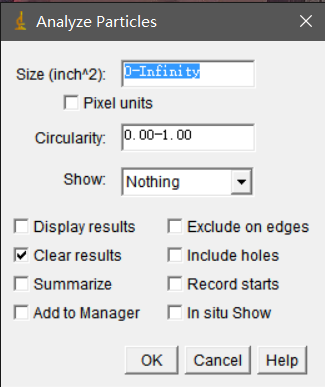 Analyze Particles
Size (inch^2): 0-Infinity
Pixel units
Circularity: 0.00-1.00
Show: Nothing
Display results Exclude on edges
Clear results Include holes
Summarize Record starts
Add to Manager In situ Show
OK Cancel Help